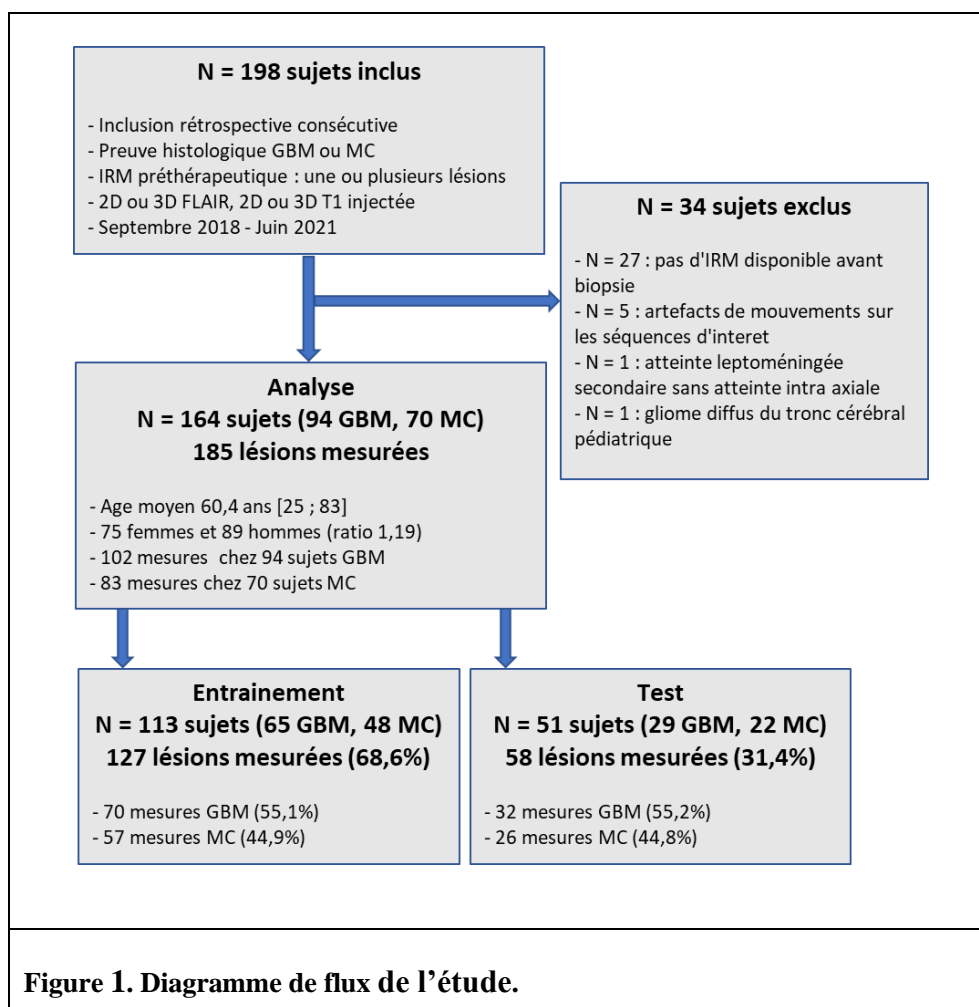 N = 198 sujets inclus
- Inclusion rétrospective consécutive
- Preuve histologique GBM ou MC
- IRM préthérapeutique : une ou plusieurs lésions
- 2D ou 3D FLAIR, 2D ou 3D T1 injectée
- Septembre 2018 - Juin 2021
N = 34 sujets exclus
- N = 27 : pas d'IRM disponible avant
biopsie
- N = 5 : artefacts de mouvements sur
les séquences d'interet
- N = 1 : atteinte leptoméningée
secondaire sans atteinte intra axiale
- N = 1 : gliome diffus du tronc cérébral
pédiatrique
Analyse
N = 164 sujets (94 GBM, 70 MC)
185 lésions mesurées
- Age moyen 60,4 ans [25 ; 83]
- 75 femmes et 89 hommes (ratio 1,19)
- 102 mesures chez 94 sujets GBM
- 83 mesures chez 70 sujets MC
Entrainement
N = 113 sujets (65 GBM, 48 MC)
127 lésions mesurées (68,6%)
- 70 mesures GBM (55,1%)
- 57 mesures MC (44,9%)
Test
N = 51 sujets (29 GBM, 22 MC)
58 lésions mesurées (31,4%)
- 32 mesures GBM (55,2%)
- 26 mesures MC (44,8%)
Figure 1. Diagramme de flux de l’étude.